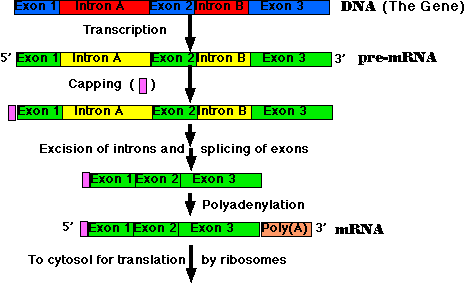 Exon 1 Intron A Exon 2 Intron B Exon 3 DNA (The Gene)
Transcription
5' Exon 1 Intron A Exon 2 Intron B Exon 3 3' pre-mRNA
Capping ( )
Exon 1 Intron A Exon 2 Intron B Exon 3
Excision of introns and splicing of exons
Exon 1 Exon 2 Exon 3
Polyadenylation
5' Exon 1 Exon 2 Exon 3 Poly(A) 3' mRNA
To cytosol for translation by ribosomes